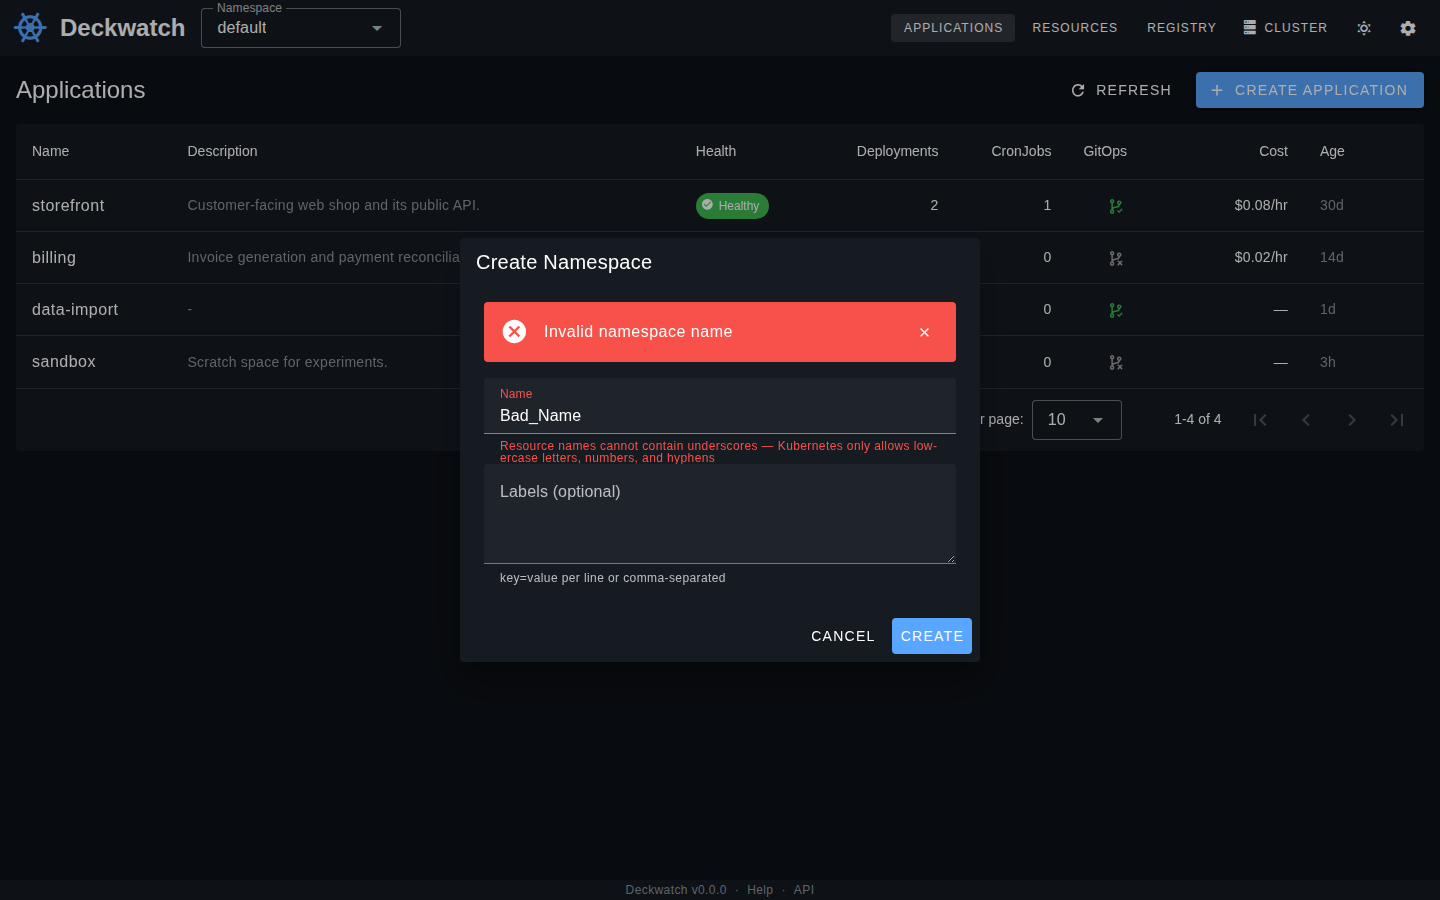 Deckwatch
Namespace
default
APPLICATIONS
RESOURCES
REGISTRY
CLUSTER
Applications
REFRESH
CREATE APPLICATION
Name Description Health Deployments CronJobs GitOps Cost Age
storefront Customer-facing web shop and its public API. Healthy 2 1 $0.08/hr 30d
billing Invoice generation and payment reconcilia 0 $0.02/hr 14d
data-import - 0 — 1d
sandbox Scratch space for experiments. 0 — 3h
r page: 10 1-4 of 4
Create Namespace
Invalid namespace name
Name
Bad_Name
Resource names cannot contain underscores — Kubernetes only allows low-
ercase letters, numbers, and hyphens
Labels (optional)
key=value per line or comma-separated
CANCEL
CREATE
Deckwatch v0.0.0 · Help · API